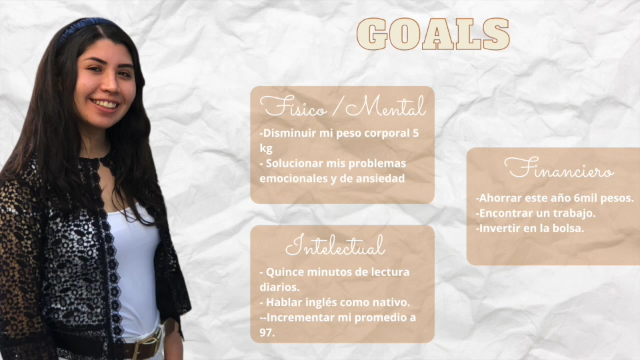 GOALS
Fisico /Mental
-Disminuir mi peso corporal 5
kg
- Solucionar mis problemas
emocionales y de ansiedad
Financiero
-Ahorrar este año 6mil pesos.
-Encontrar un trabajo.
-Invertir en la bolsa.
Intelectual
- Quince minutos de lectura
diarios.
- Hablar inglés como nativo.
--Incrementar mi promedio a
97.